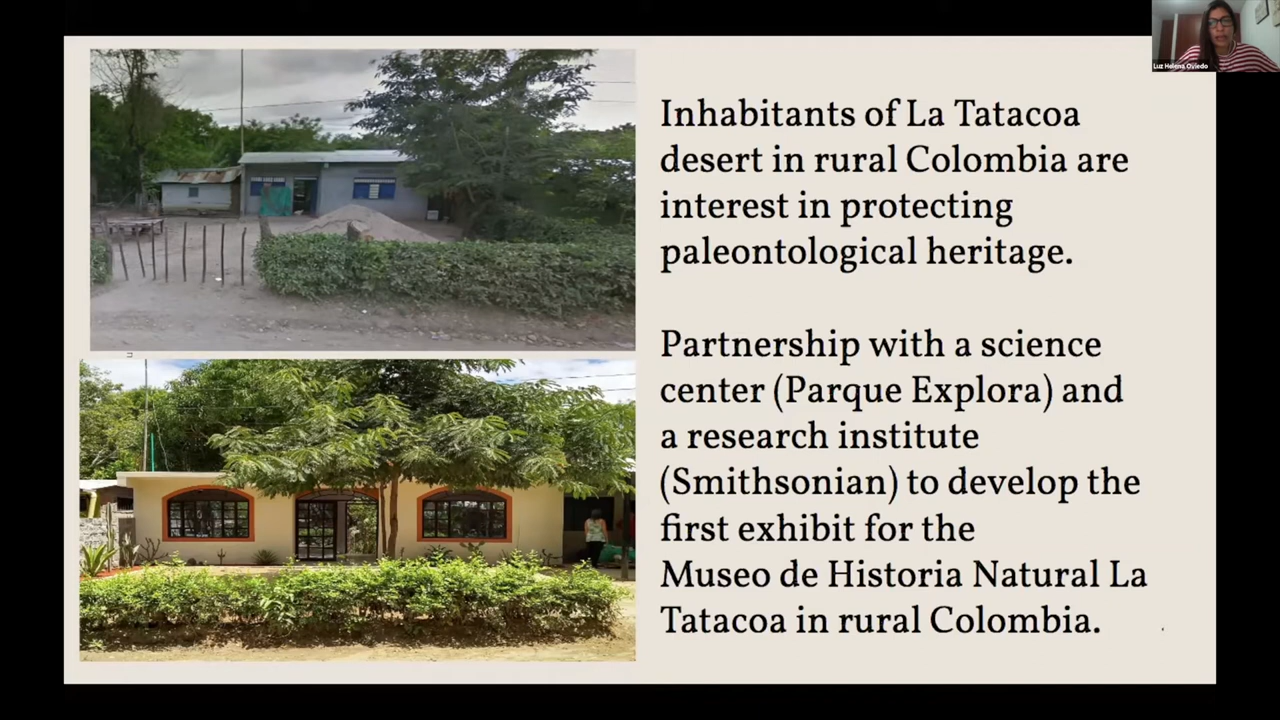 Luz Helena Oviedo
Inhabitants of La Tatacoa
desert in rural Colombia are
interest in protecting
paleontological heritage.
Partnership with a science
center (Parque Explora) and
a research institute
(Smithsonian) to develop the
first exhibit for the
Museo de Historia Natural La
Tatacoa in rural Colombia.